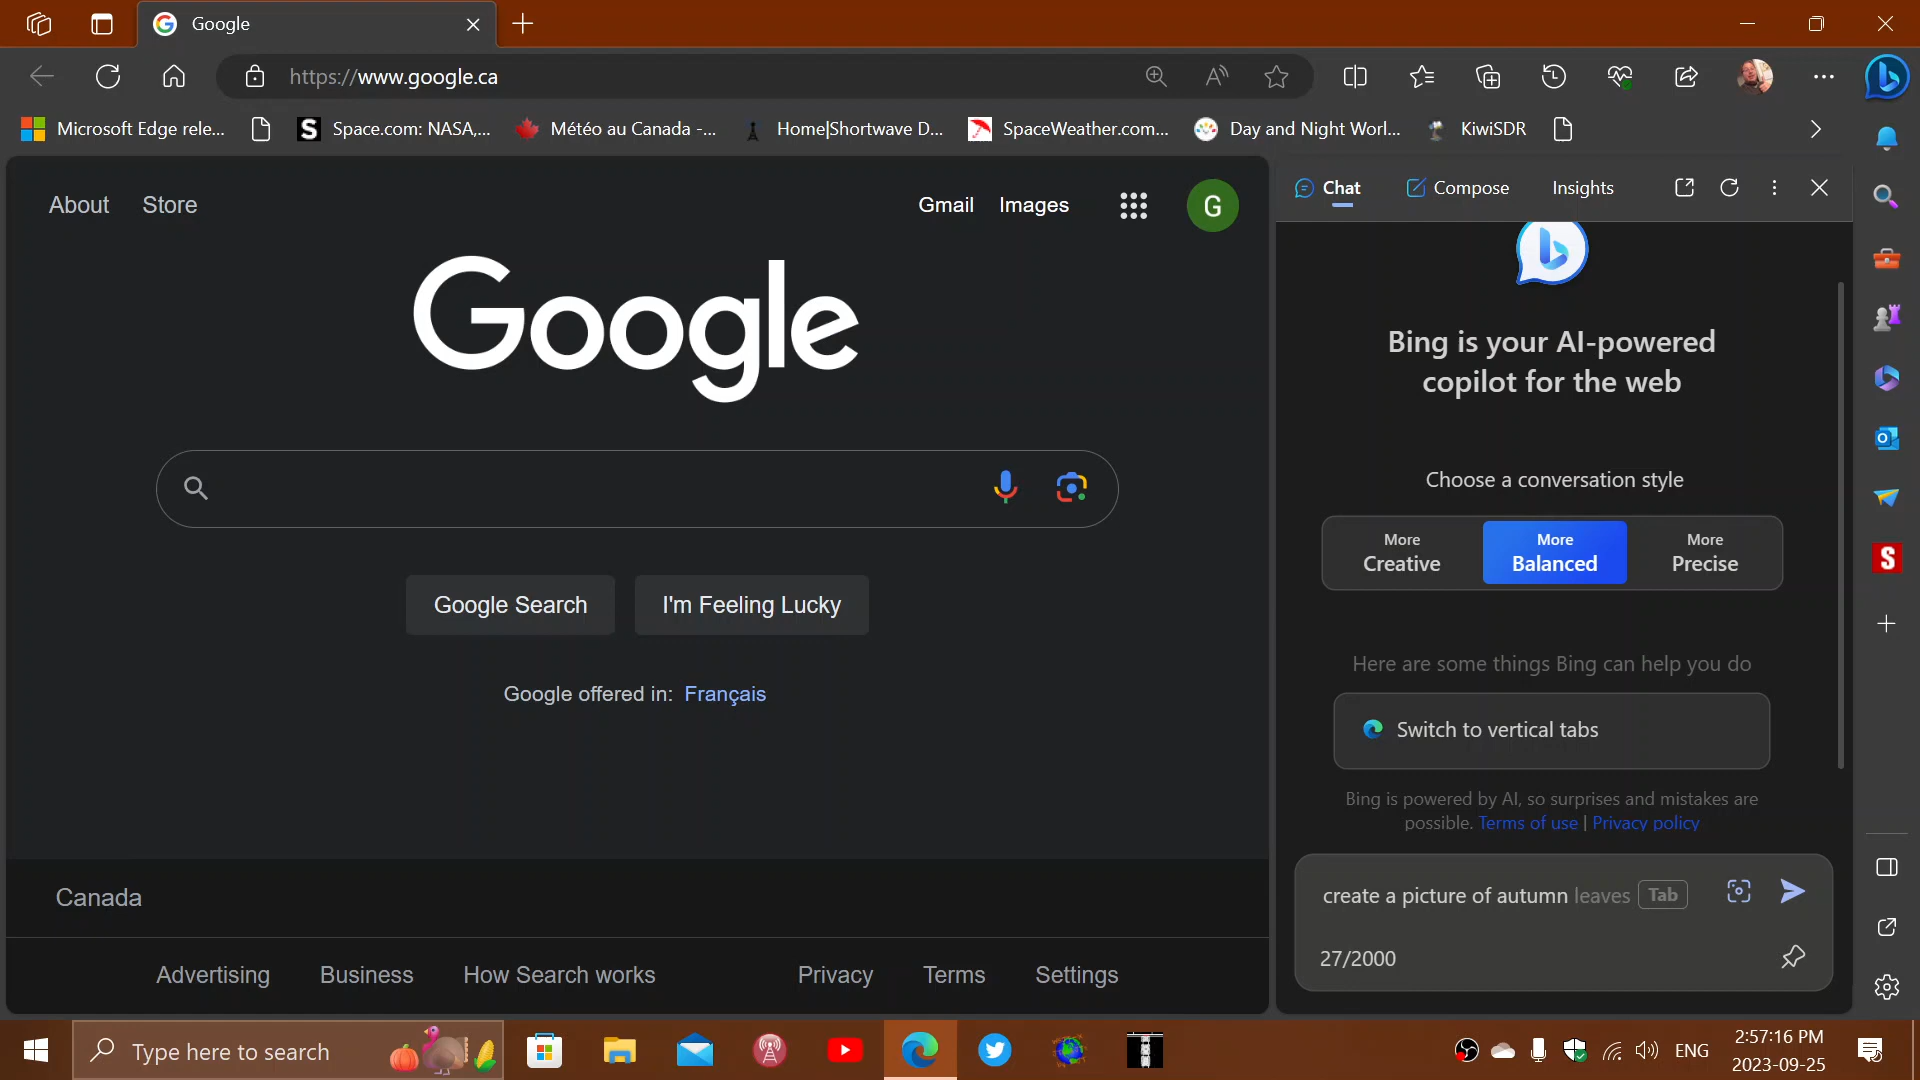 Google
https://www.google.ca
Microsoft Edge rele...
Space.com: NASA,...
Météo au Canada -...
Home|Shortwave D...
SpaceWeather.com...
Day and Night Worl...
KiwiSDR
About
Store
Gmail
Images
G
Google
Google Search
I'm Feeling Lucky
Google offered in: Français
Canada
Advertising
Business
How Search works
Privacy
Terms
Settings
Chat
Compose
Insights
Bing is your AI-powered
copilot for the web
Choose a conversation style
More
Creative
More
Balanced
More
Precise
Here are some things Bing can help you do
Switch to vertical tabs
Bing is powered by AI, so surprises and mistakes are
possible. Terms of use | Privacy policy
create a picture of autumn leaves Tab
27/2000
Type here to search
ENG
2:57:16 PM
2023-09-25